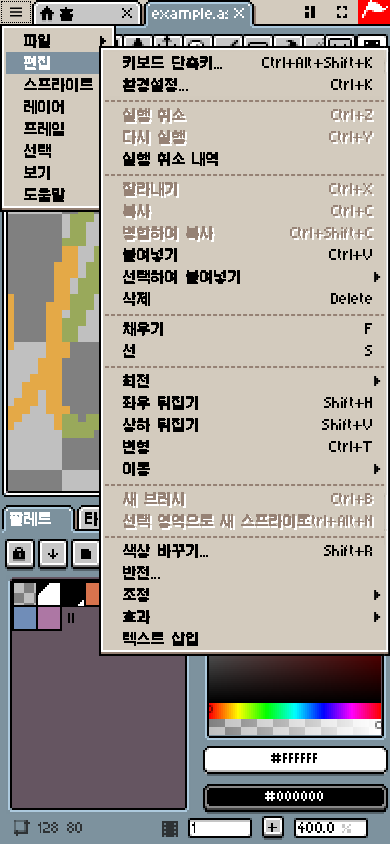 홈
example.as
파일
편집
스프라이트
레이어
프레임
선택
보기
도움말
키보드 단축키... Ctrl+Alt+Shift+K
환경설정... Ctrl+K
실행 취소 Ctrl+Z
다시 실행 Ctrl+Y
실행 취소 내역
잘라내기 Ctrl+X
복사 Ctrl+C
병합하여 복사 Ctrl+Shift+C
붙여넣기 Ctrl+V
선택하여 붙여넣기
삭제 Delete
채우기 F
선 S
회전
좌우 뒤집기 Shift+H
상하 뒤집기 Shift+V
변형 Ctrl+T
이동
새 브러시 Ctrl+B
선택 영역으로 새 스프라이트 Ctrl+Alt+N
색상 바꾸기... Shift+R
반전...
조정
효과
텍스트 삽입
팔레트
#FFFFFF
#000000
128 80
1
400.0 %